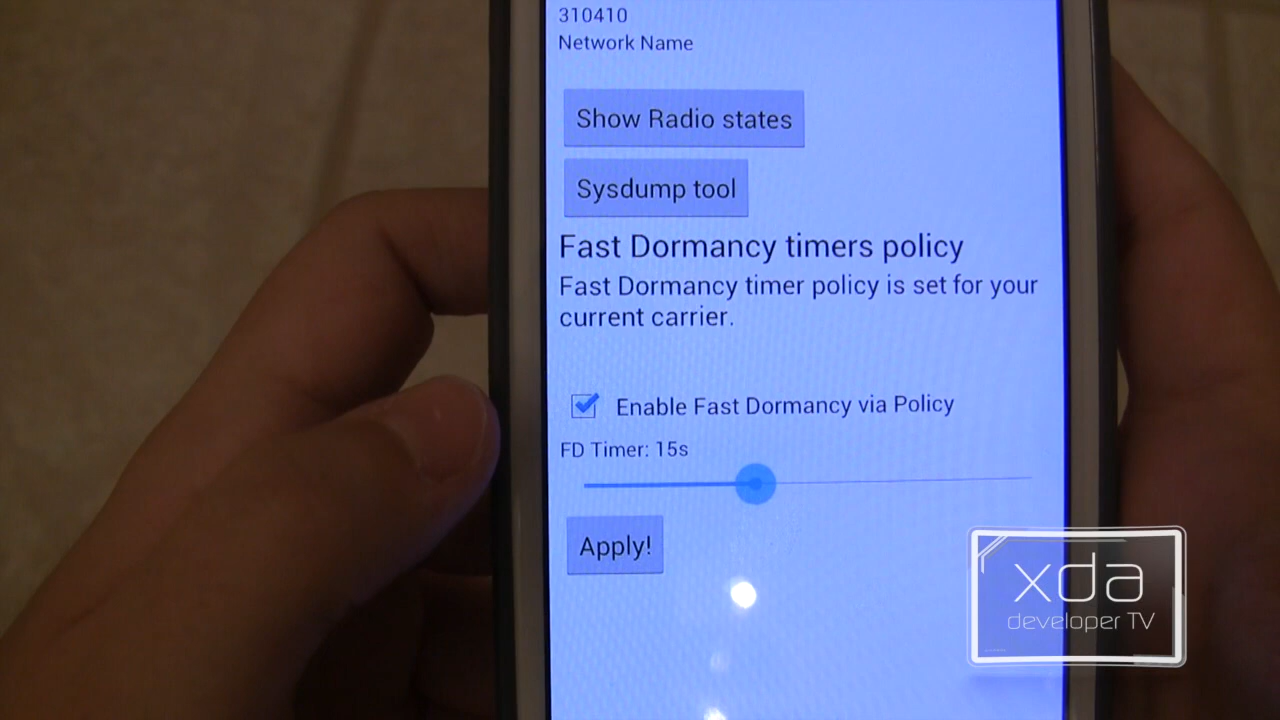 310410
Network Name
Show Radio states
Sysdump tool
Fast Dormancy timers policy
Fast Dormancy timer policy is set for your
current carrier.
Enable Fast Dormancy via Policy
FD Timer: 15s
Apply!
xda
developer TV